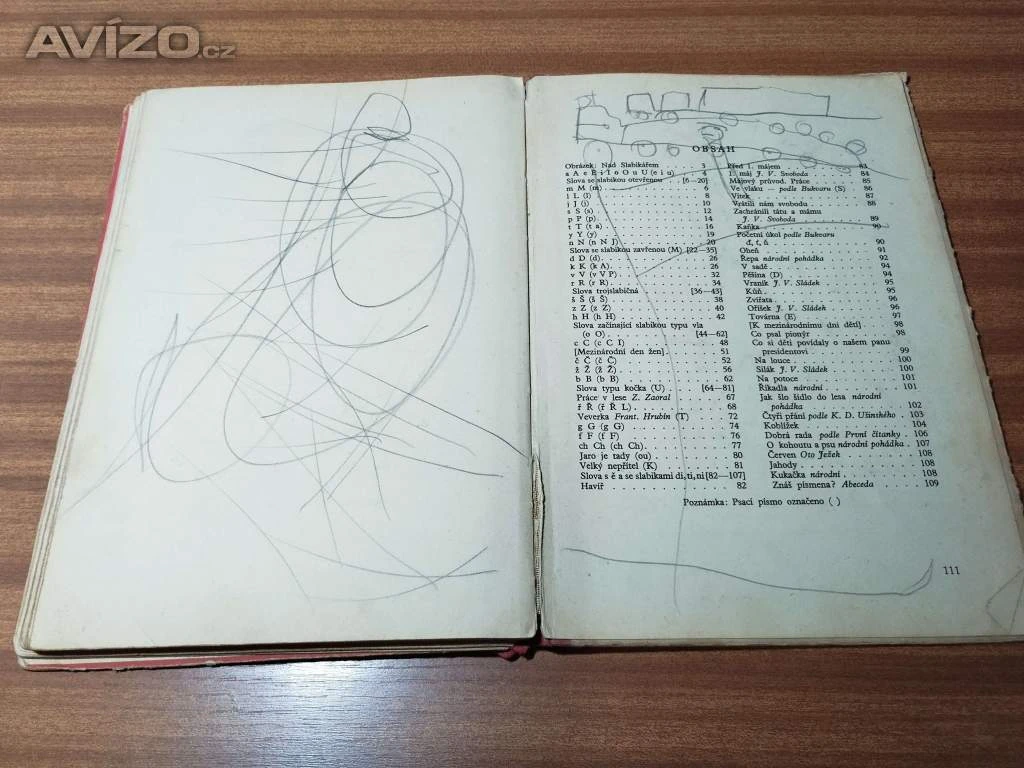 AVÍZO.cz
OBSAH
Obrázek: Nad Slabikářem . . . . . 3
a A e E i I o O u U (e i u) . . . . 4
Slova se slabikou otevřenou . . . . [6—20]
m M (m) . . . . . . . . . 6
l L (l) . . . . . . . . . . 8
j J (j) . . . . . . . . . . 10
s S (s) . . . . . . . . . . 12
p P (p) . . . . . . . . . . 14
t T (t a) . . . . . . . . . 16
y Y (y) . . . . . . . . . . 19
n N (n N J) . . . . . . . . 20
Slova se slabikou zavřenou (M) [22—35]
d D (d) . . . . . . . . . . 26
k K (k A) . . . . . . . . . 26
v V (v V P) . . . . . . . . 32
r R (r R) . . . . . . . . . 34
Slova trojslabičná . . . . . [36—43]
š Š (š Š) . . . . . . . . . 38
z Z (z Z) . . . . . . . . . 40
h H (h H) . . . . . . . . . 42
Slova začínající slabikou typu vla
(o O) . . . . . . . . . [44—62]
c C (c C I) . . . . . . . . 48
[Mezinárodní den žen] . . . . . 51
č Č (č Č) . . . . . . . . . 52
ž Ž (ž Ž) . . . . . . . . . 56
b B (b B) . . . . . . . . . 62
Slova typu kočka (U) . . . . [64—81]
Práce v lese Z. Zaoral . . . . . 67
ř Ř (ř Ř L) . . . . . . . . 68
Veverka Frant. Hrubín (T) . . . . 72
g G (g G) . . . . . . . . . 74
f F (f F) . . . . . . . . . 76
ch Ch (ch Ch) . . . . . . . 77
Jaro je tady (ou) . . . . . . 80
Velký nepřítel (K) . . . . . . 81
Slova s ě a se slabikami di, ti, ni [82—107]
Havíř . . . . . . . . . . . 82
Před 1. májem . . . . . . . 83
1. máj J. V. Svoboda . . . . . 84
Májový průvod. Práce . . . . . 85
Ve vlaku — podle Bukvaru (S) . . . 86
Vítek . . . . . . . . . . . 87
Vrátili nám svobodu . . . . . . 88
Zachránili tátu a mámu
J. V. Svoboda . . . . . . . 89
Kaňka . . . . . . . . . . . 90
Početní úkol podle Bukvaru
ď, ť, ň . . . . . . . . . 90
Oheň . . . . . . . . . . . 91
Řepa národní pohádka . . . . . 92
V sadě . . . . . . . . . . 94
Pěšina (D) . . . . . . . . . 94
Vraník J. V. Sládek . . . . . . 95
Kůň . . . . . . . . . . . . 95
Zvířata . . . . . . . . . . 96
Oříšek J. V. Sládek . . . . . . 96
Továrna (E) . . . . . . . . . 97
[K mezinárodnímu dni dětí] . . . . 98
Co psal pionýr . . . . . . . . 98
Co si děti povídaly o našem panu
presidentovi . . . . . . . . 99
Na louce . . . . . . . . . . 100
Silák J. V. Sládek . . . . . . 100
Na potoce . . . . . . . . . 101
Říkadla národní . . . . . . . 101
Jak šlo šídlo do lesa národní
pohádka . . . . . . . . . 102
Čtyři přání podle K. D. Ušinského . 103
Koblížek . . . . . . . . . . 104
Dobrá rada podle První čítanky . 106
O kohoutu a psu národní pohádka . 107
Červen Oto Ježek . . . . . . 108
Jahody . . . . . . . . . . 108
Kukačka národní . . . . . . . 108
Znáš písmena? Abeceda . . . . 109
Poznámka: Psací písmo označeno ( )
111